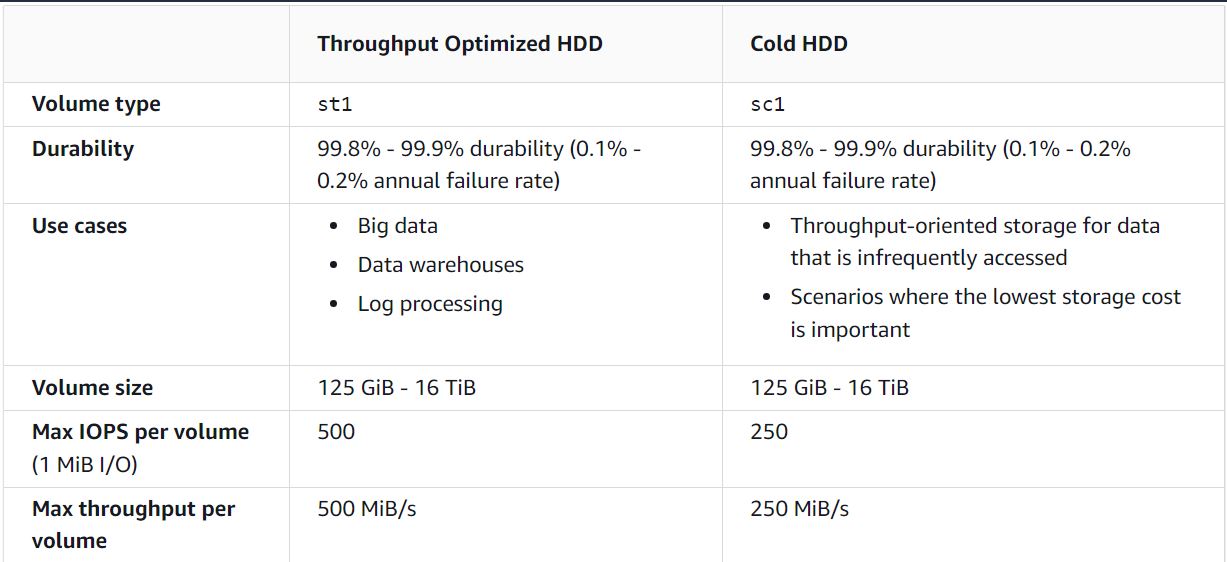 Throughput Optimized HDD
Cold HDD
Volume type
st1
sc1
Durability
99.8% - 99.9% durability (0.1% -
0.2% annual failure rate)
99.8% - 99.9% durability (0.1% - 0.2%
annual failure rate)
Use cases
• Big data
• Data warehouses
• Log processing
• Throughput-oriented storage for data
that is infrequently accessed
• Scenarios where the lowest storage cost
is important
Volume size
125 GiB - 16 TiB
125 GiB - 16 TiB
Max IOPS per volume
(1 MiB I/O)
500
250
Max throughput per
volume
500 MiB/s
250 MiB/s